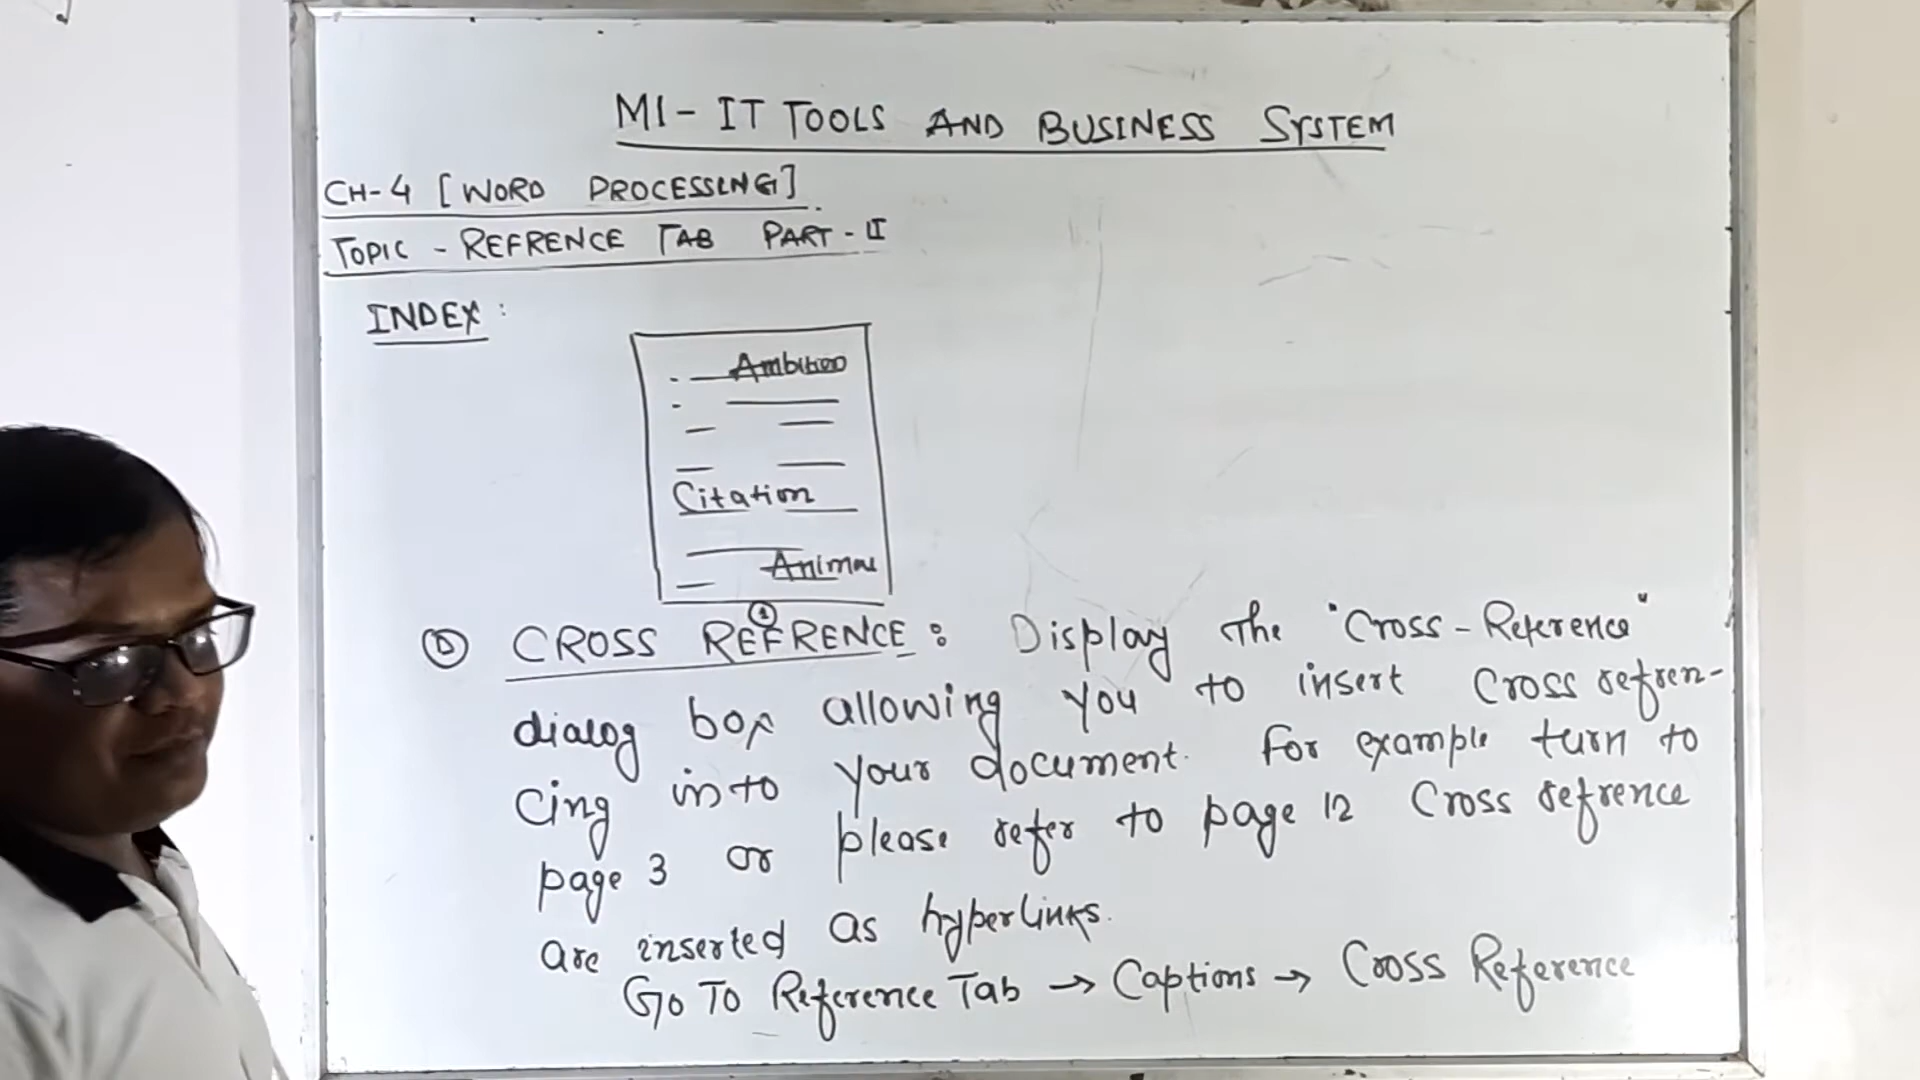 M1 - IT TOOLS AND BUSINESS SYSTEM
CH-4 [WORD PROCESSING]
TOPIC - REFRENCE TAB PART - II
INDEX :
Ambition
Citation
Animal
1
D CROSS REFRENCE : Display the "Cross-Reference"
dialog box allowing you to insert Cross refren-
cing into your document. For example turn to
page 3 or please refer to page 12 Cross refrence
are inserted as hyperlinks.
Go To Reference Tab → Captions → Cross Reference